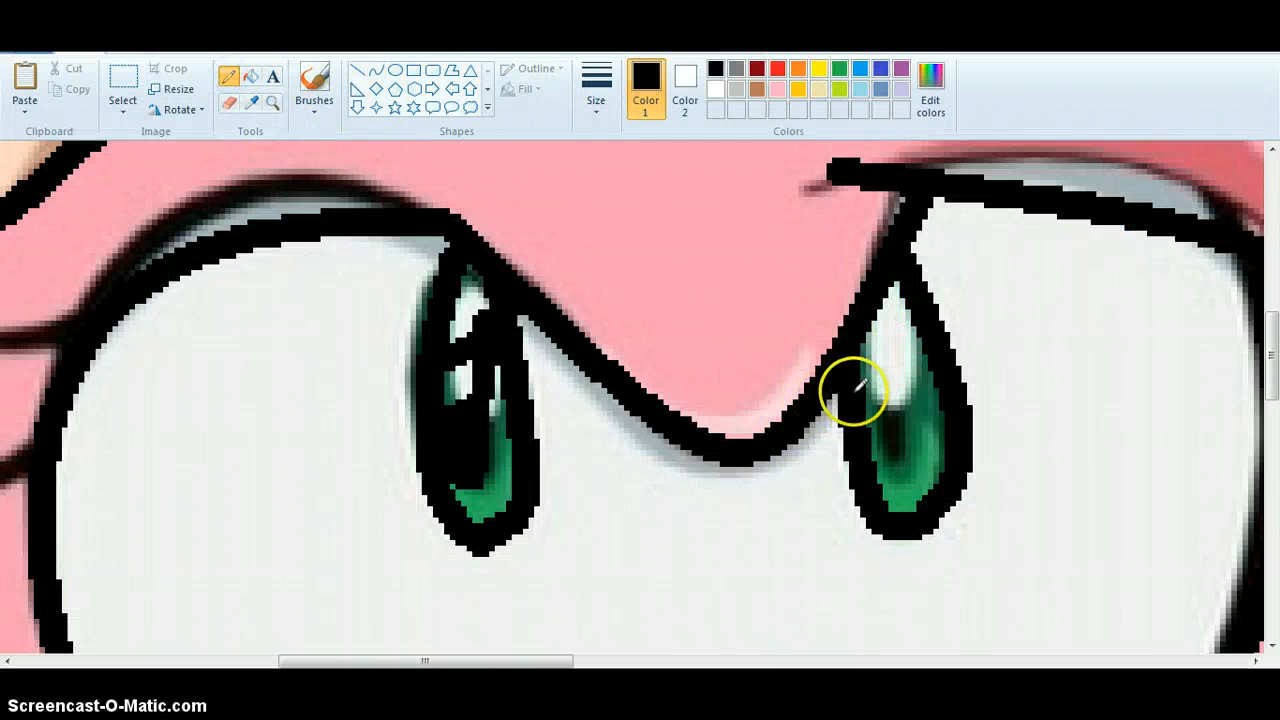 Paste
Cut
Copy
Clipboard
Select
Crop
Resize
Rotate
Image
A
Tools
Brushes
Shapes
Outline
Fill
Size
Color
1
Color
2
Edit
colors
Colors
Screencast-O-Matic.com